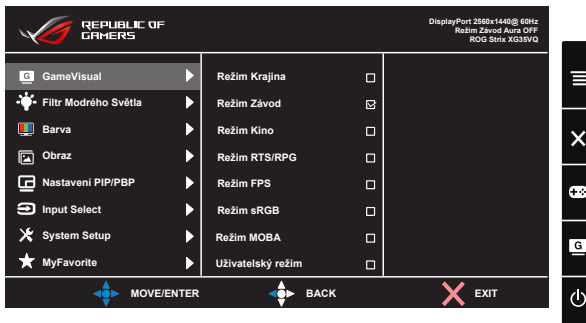 REPUBLIC OF
GAMERS
DisplayPort 2560x1440@ 60Hz
Režim Závod Aura OFF
ROG Strix XG35VQ
G GameVisual
Filtr Modrého Světla
Barva
Obraz
Nastavení PIP/PBP
Input Select
System Setup
MyFavorite
Režim Krajina
Režim Závod
Režim Kino
Režim RTS/RPG
Režim FPS
Režim sRGB
Režim MOBA
Uživatelský režim
MOVE/ENTER
BACK
EXIT
G